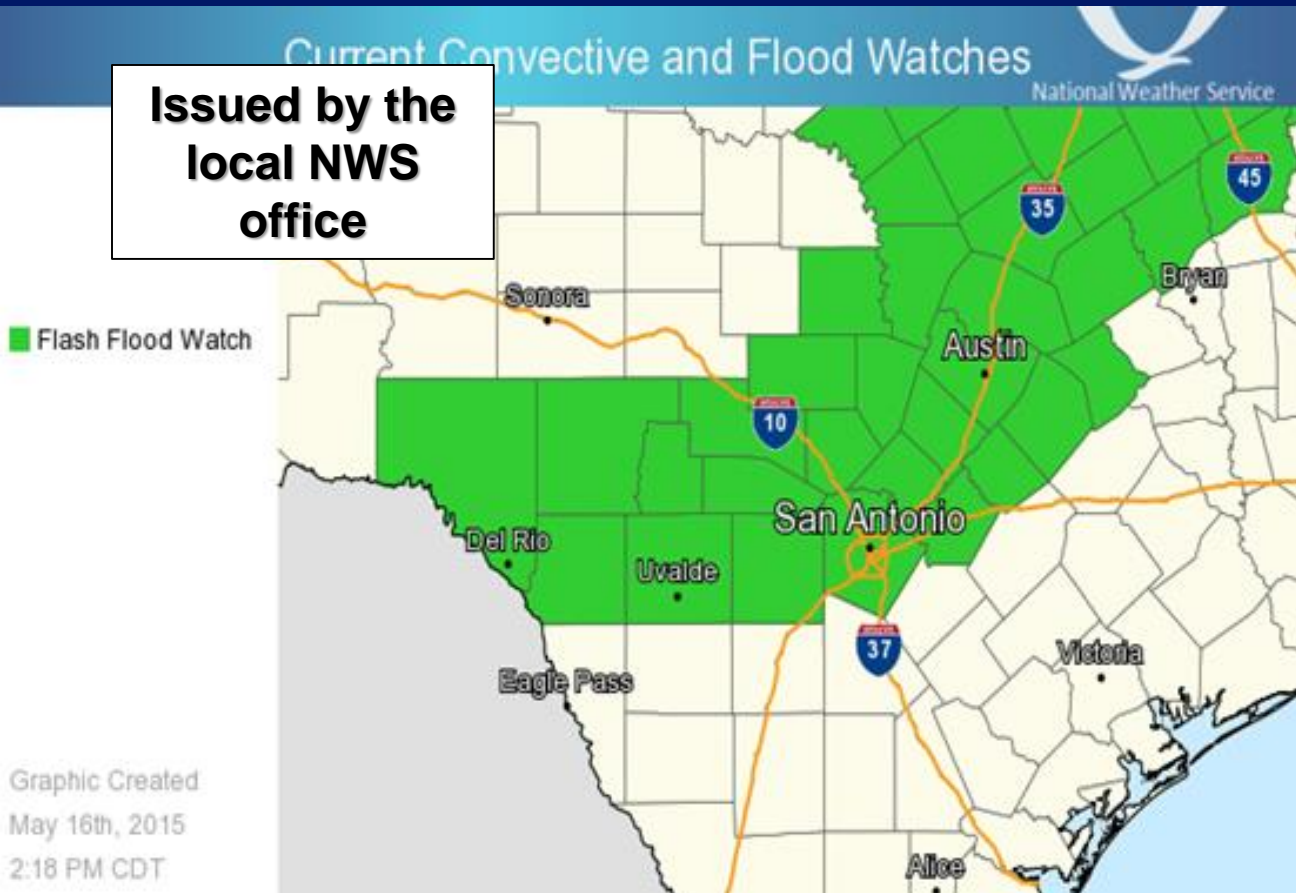 Current Convective and Flood Watches
National Weather Service
Issued by the
local NWS
office
45
35
Bryan
Sonora
Flash Flood Watch
Austin
10
San Antonio
Del Rio
Uvalde
37
Victoria
Eagle Pass
Graphic Created
May 16th, 2015
2:18 PM CDT
Alice